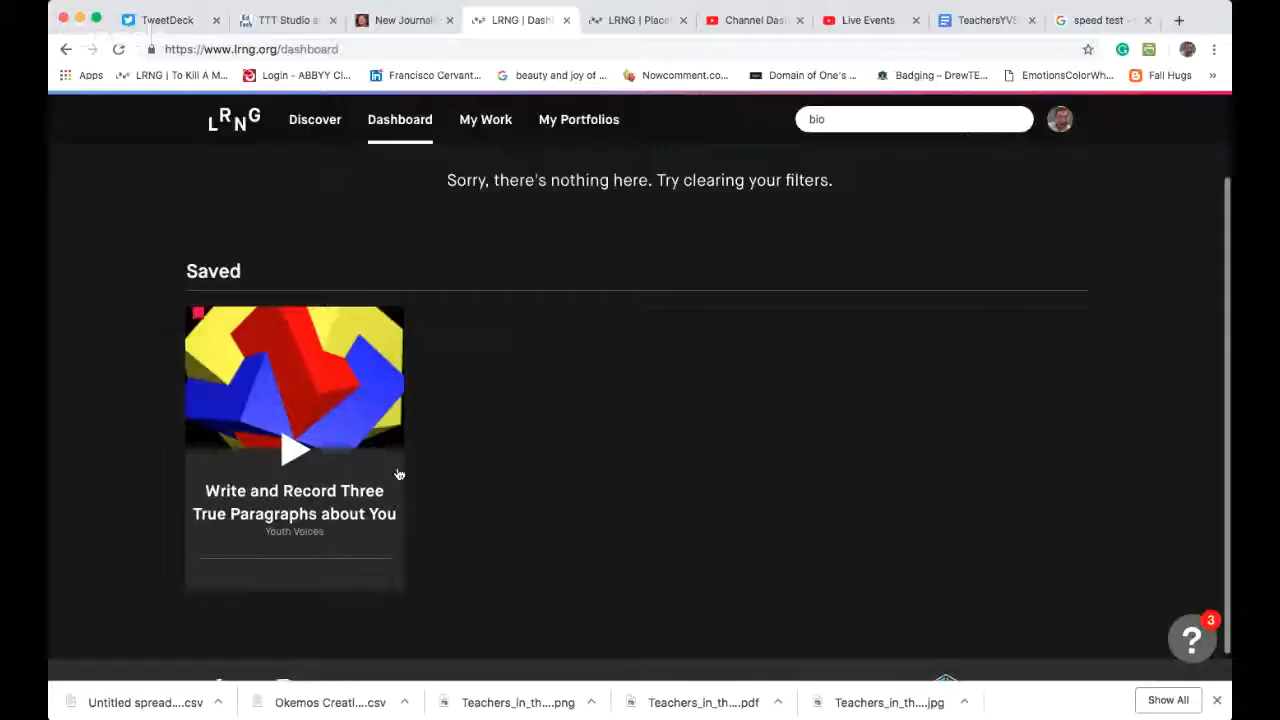 TweetDeck
TTT Studio a
New Journali
LRNG | Dash
LRNG | Place
Channel Das
Live Events
TeachersYVS
speed test -
https://www.lrng.org/dashboard
Apps
LRNG | To Kill A M...
Login - ABBYY Cl...
Francisco Cervant...
beauty and joy of ...
Nowcomment.co...
Domain of One's ...
Badging – DrewTE...
EmotionsColorWh...
Fall Hugs
»
LRNG
Discover
Dashboard
My Work
My Portfolios
bio
Sorry, there's nothing here. Try clearing your filters.
Saved
Write and Record Three
True Paragraphs about You
Youth Voices
?
3
Untitled spread....csv
Okemos Creati....csv
Teachers_in_th....png
Teachers_in_th....pdf
Teachers_in_th....jpg
Show All